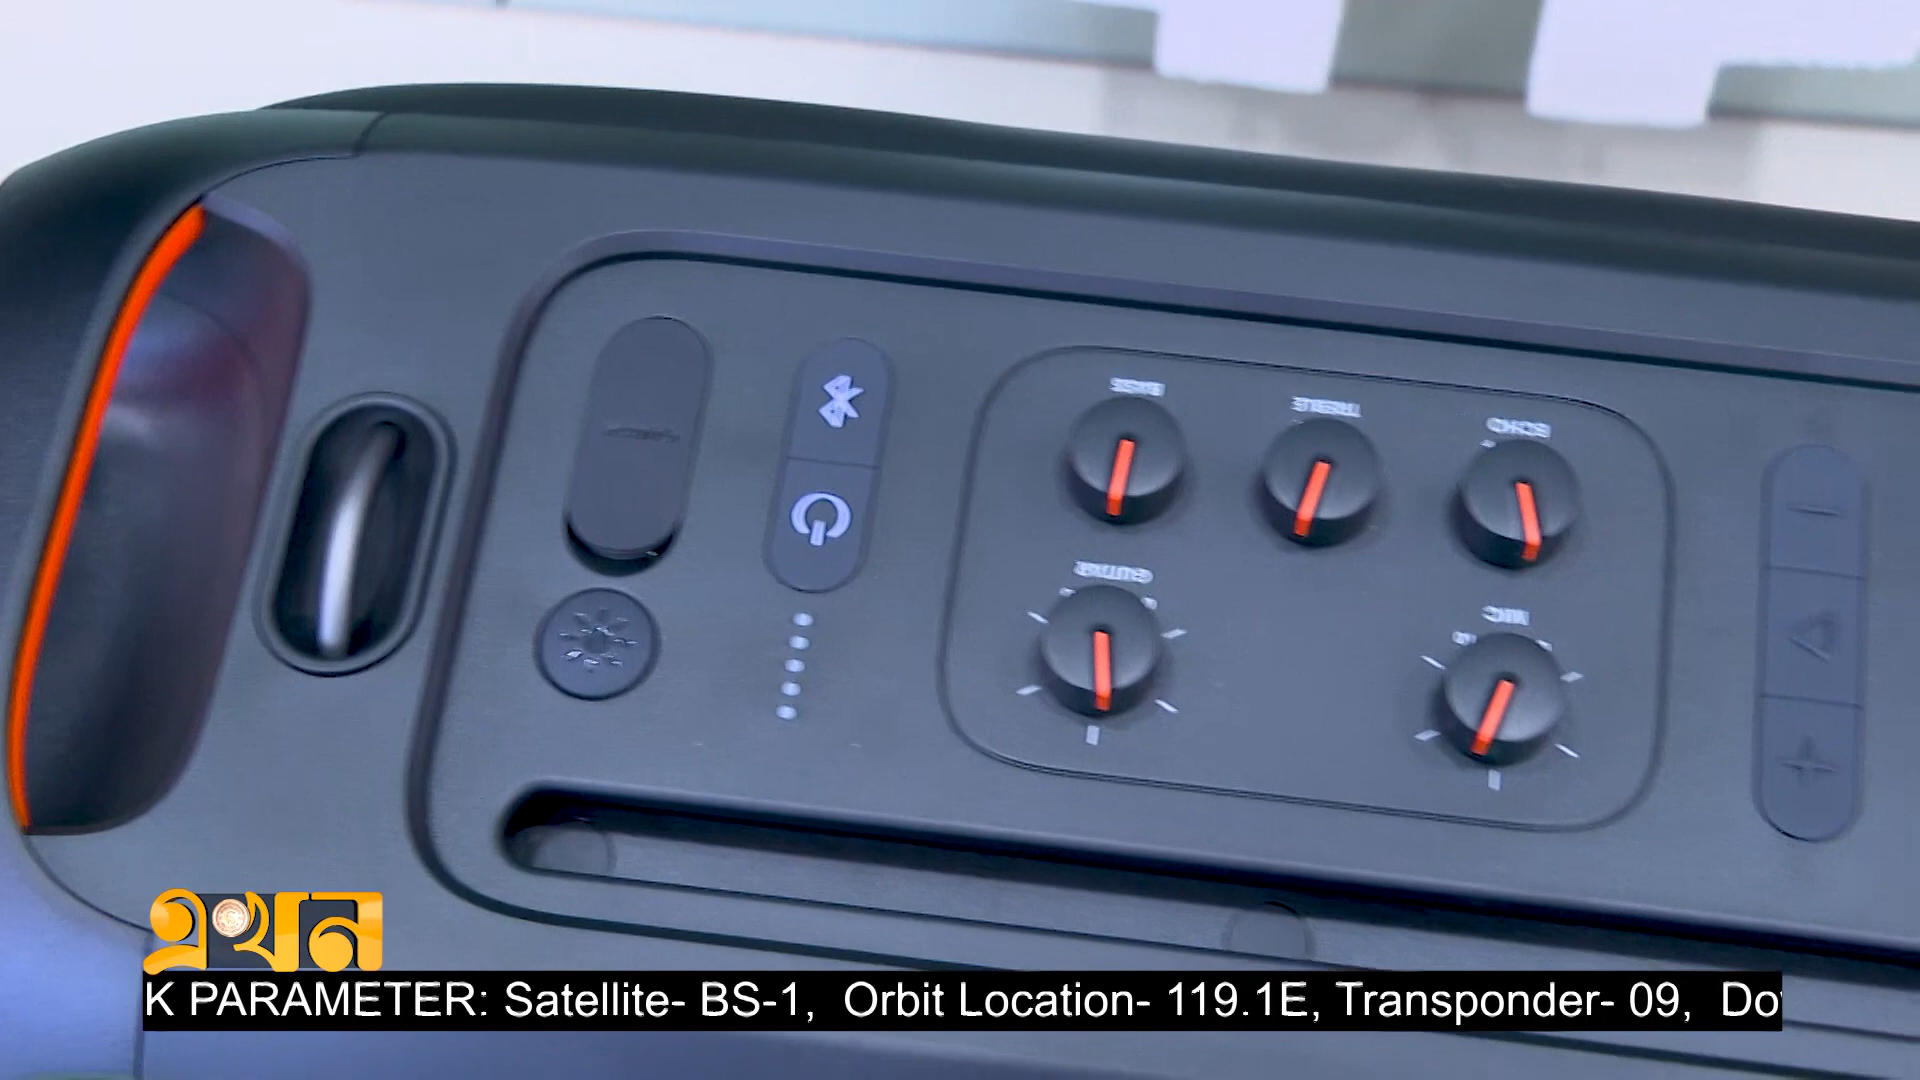 BASS
TREBLE
ECHO
GUITAR
MIC
এখন
K PARAMETER: Satellite- BS-1, Orbit Location- 119.1E, Transponder- 09, Do